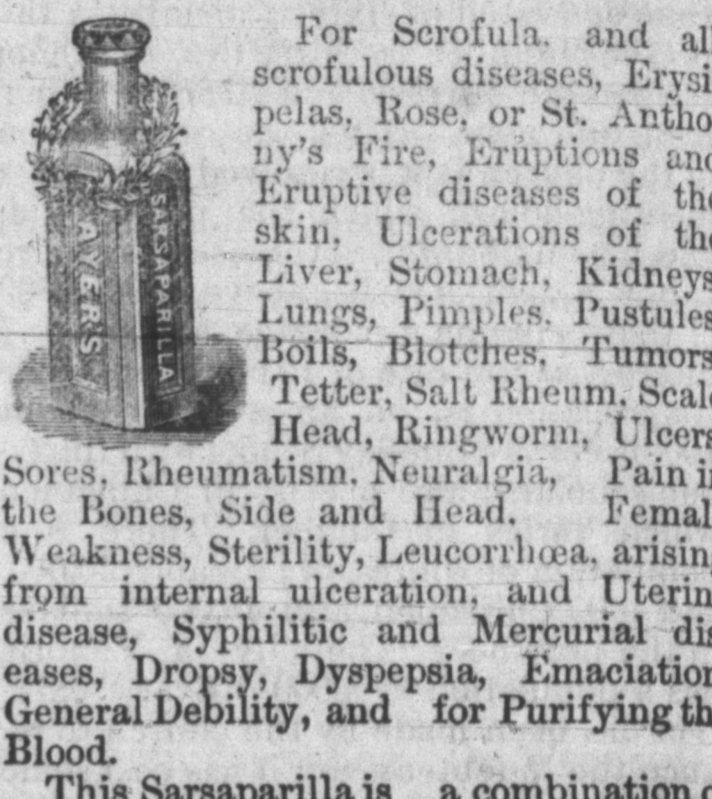 AYER'S
SARSAPARILLA
For Scrofula, and al
scrofulous diseases, Erysi
pelas, Rose, or St. Antho
ny's Fire, Eruptions and
Eruptive diseases of the
skin, Ulcerations of the
Liver, Stomach, Kidneys
Lungs, Pimples, Pustules
Boils, Blotches, Tumors
Tetter, Salt Rheum, Scal
Head, Ringworm, Ulcers
Sores, Rheumatism, Neuralgia, Pain i
the Bones, Side and Head, Femal
Weakness, Sterility, Leucorrhœa, arising
from internal ulceration, and Uterin
disease, Syphilitic and Mercurial dis
eases, Dropsy, Dyspepsia, Emaciation
General Debility, and for Purifying th
Blood.
This Sarsaparilla is a combination o